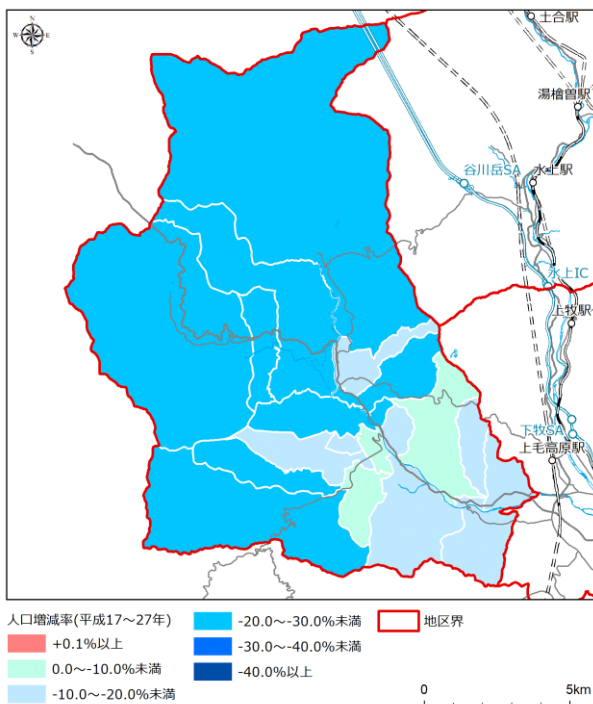 N
W E
S
土合駅
湯檜曽駅
谷川岳SA
水上駅
水上IC
上牧駅
下牧SA
上毛高原駅
人口増減率(平成17～27年)
+0.1%以上
0.0～-10.0%未満
-10.0～-20.0%未満
-20.0～-30.0%未満
-30.0～-40.0%未満
-40.0%以上
地区界
0 5km